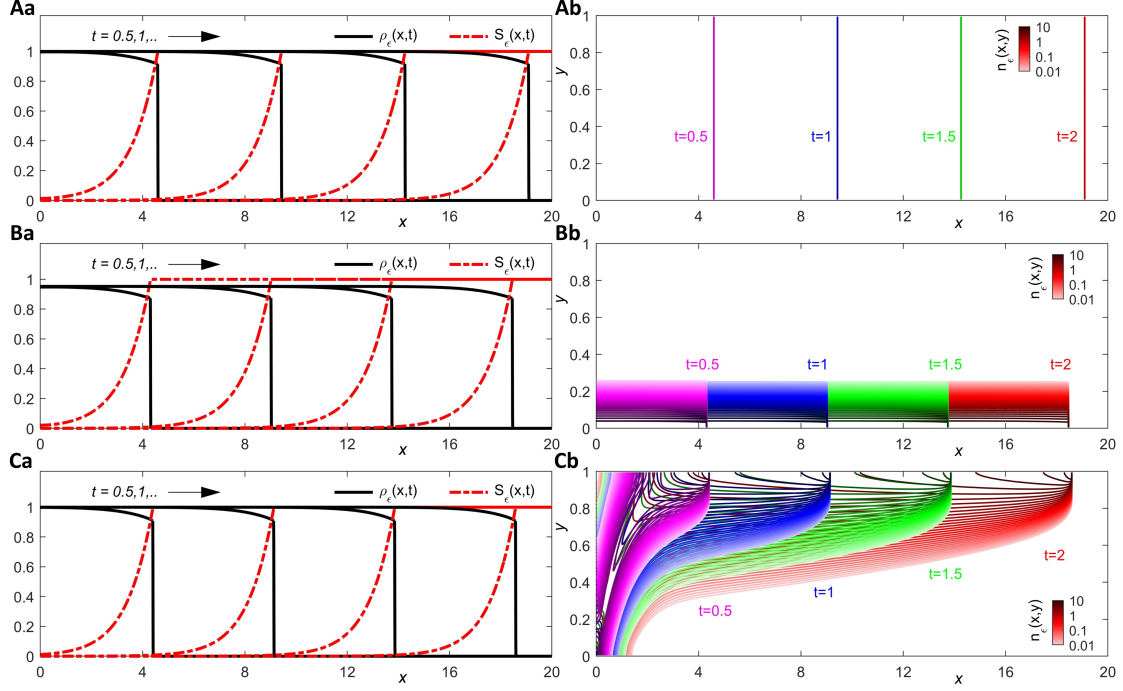 Aa
t = 0.5,1,..
ρϵ(x,t)
Sϵ(x,t)
1
0.8
0.6
0.4
0.2
0
0 4 8 12 16 20
x
Ab
1
0.8
0.6
0.4
0.2
0
y
t=0.5
t=1
t=1.5
t=2
nϵ(x,y)
10
1
0.1
0.01
0 4 8 12 16 20
x
Ba
t = 0.5,1,..
ρϵ(x,t)
Sϵ(x,t)
1
0.8
0.6
0.4
0.2
0
0 4 8 12 16 20
x
Bb
1
0.8
0.6
0.4
0.2
0
y
t=0.5
t=1
t=1.5
t=2
nϵ(x,y)
10
1
0.1
0.01
0 4 8 12 16 20
x
Ca
t = 0.5,1,..
ρϵ(x,t)
Sϵ(x,t)
1
0.8
0.6
0.4
0.2
0
0 4 8 12 16 20
x
Cb
1
0.8
0.6
0.4
0.2
0
y
t=0.5
t=1
t=1.5
t=2
nϵ(x,y)
10
1
0.1
0.01
0 4 8 12 16 20
x